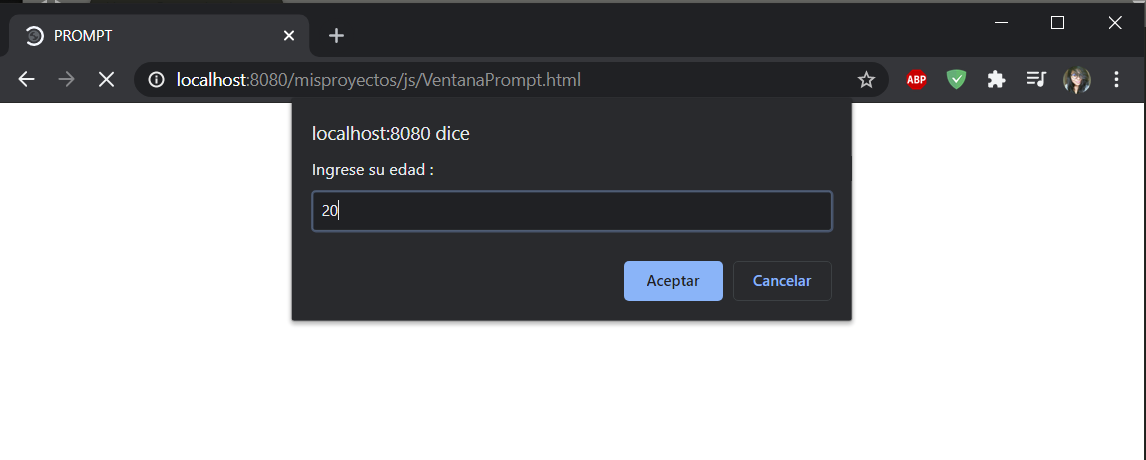 PROMPT
localhost:8080/misproyectos/js/VentanaPrompt.html
ABP
localhost:8080 dice
Ingrese su edad :
20
Aceptar
Cancelar